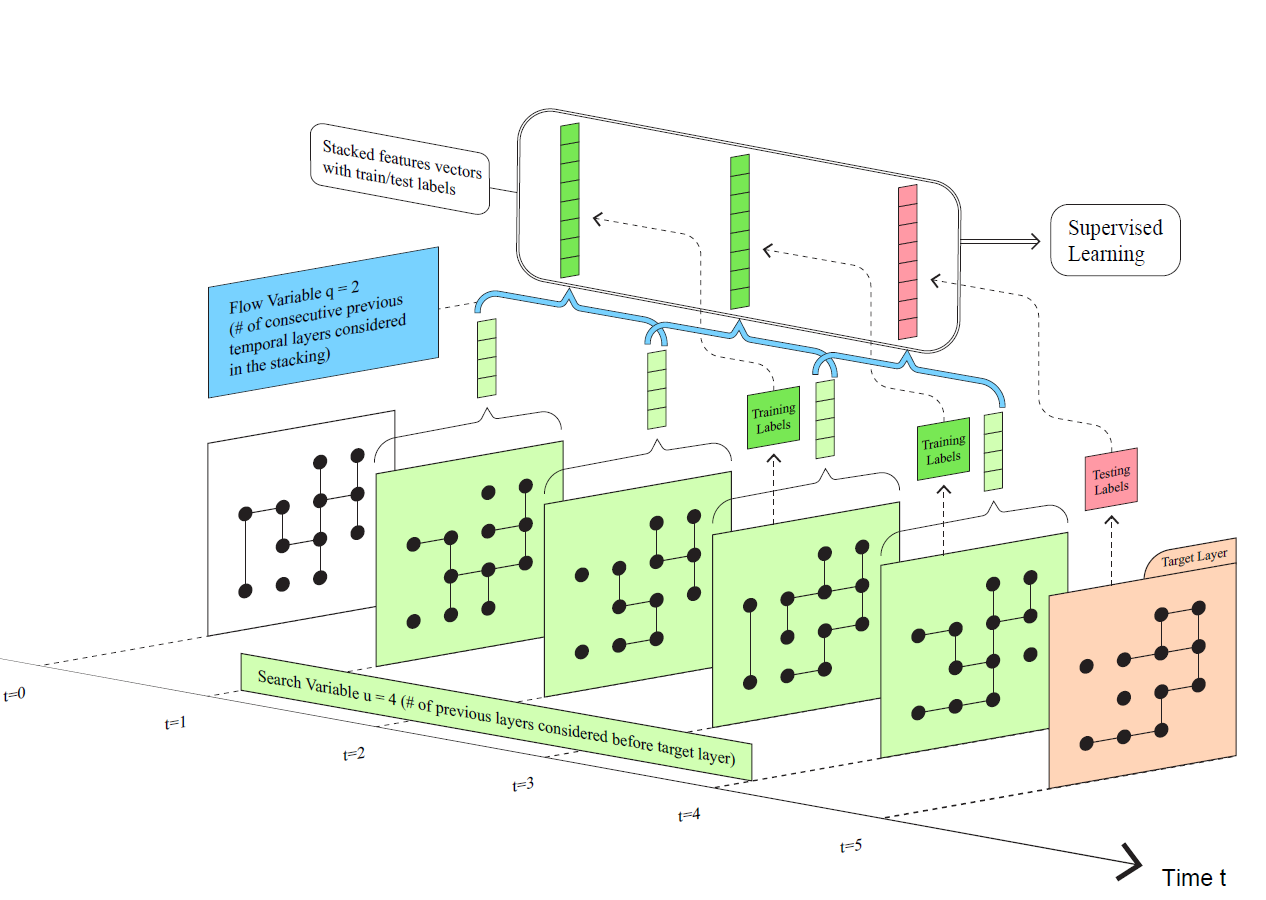 Stacked features vectors
with train/test labels
Supervised
Learning
Flow Variable q = 2
(# of consecutive previous
temporal layers considered
in the stacking)
Training
Labels
Training
Labels
Testing
Labels
Target Layer
Search Variable u = 4 (# of previous layers considered before target layer)
t=0
t=1
t=2
t=3
t=4
t=5
Time t